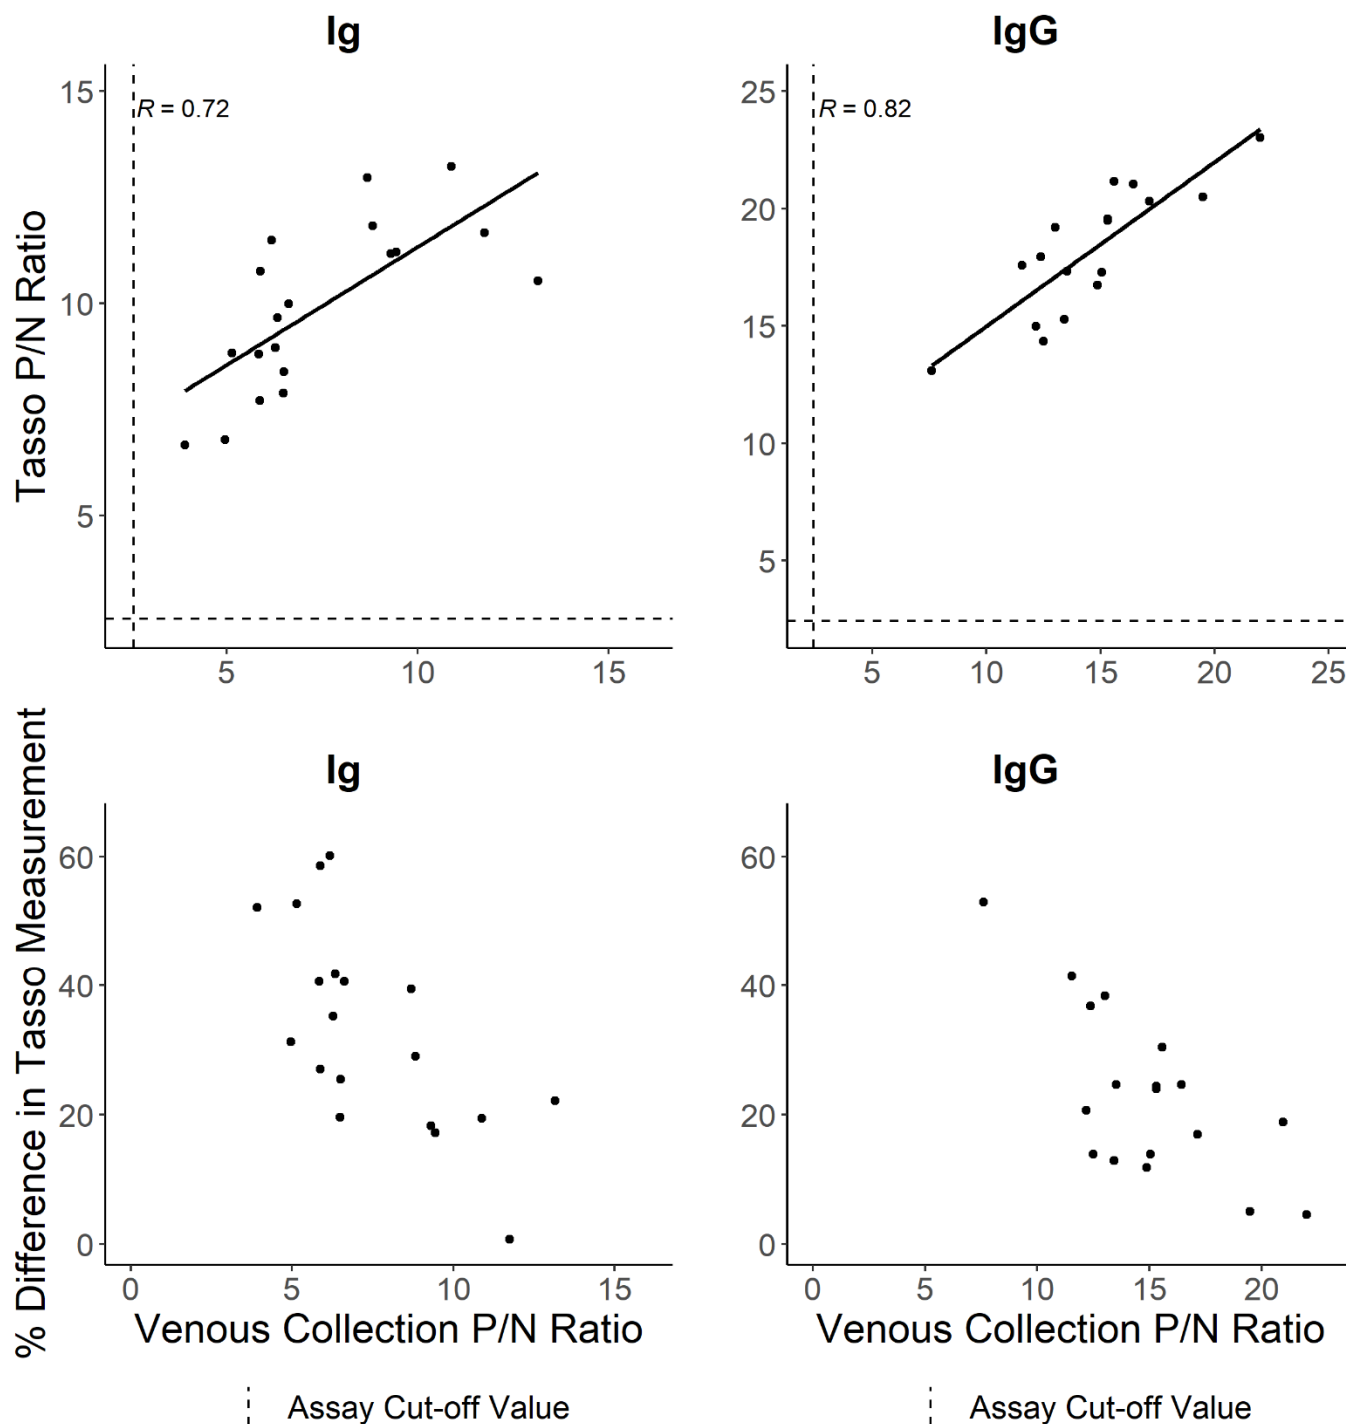 Ig
IgG
15
10
5
R = 0.72
25
20
15
10
5
R = 0.82
Tasso P/N Ratio
5 10 15
5 10 15 20 25
Ig
IgG
60
40
20
0
60
40
20
0
% Difference in Tasso Measurement
0 5 10 15
0 5 10 15 20
Venous Collection P/N Ratio
Venous Collection P/N Ratio
Assay Cut-off Value
Assay Cut-off Value